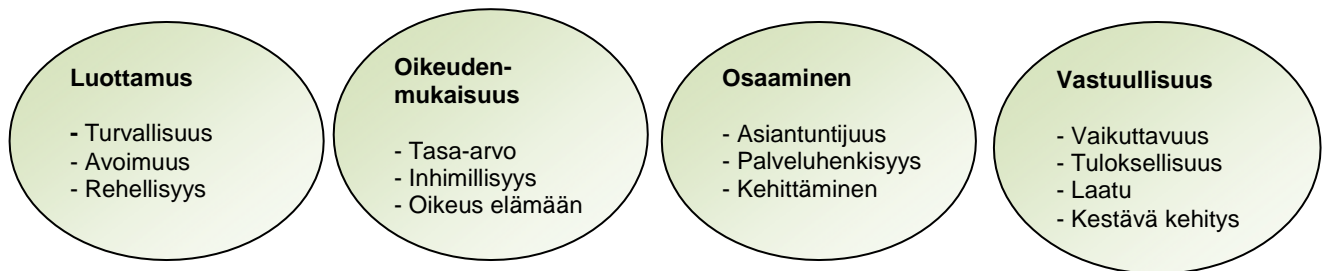 Luottamus
- Turvallisuus
- Avoimuus
- Rehellisyys
Oikeuden-
mukaisuus
- Tasa-arvo
- Inhimillisyys
- Oikeus elämään
Osaaminen
- Asiantuntijuus
- Palveluhenkisyys
- Kehittäminen
Vastuullisuus
- Vaikuttavuus
- Tuloksellisuus
- Laatu
- Kestävä kehitys